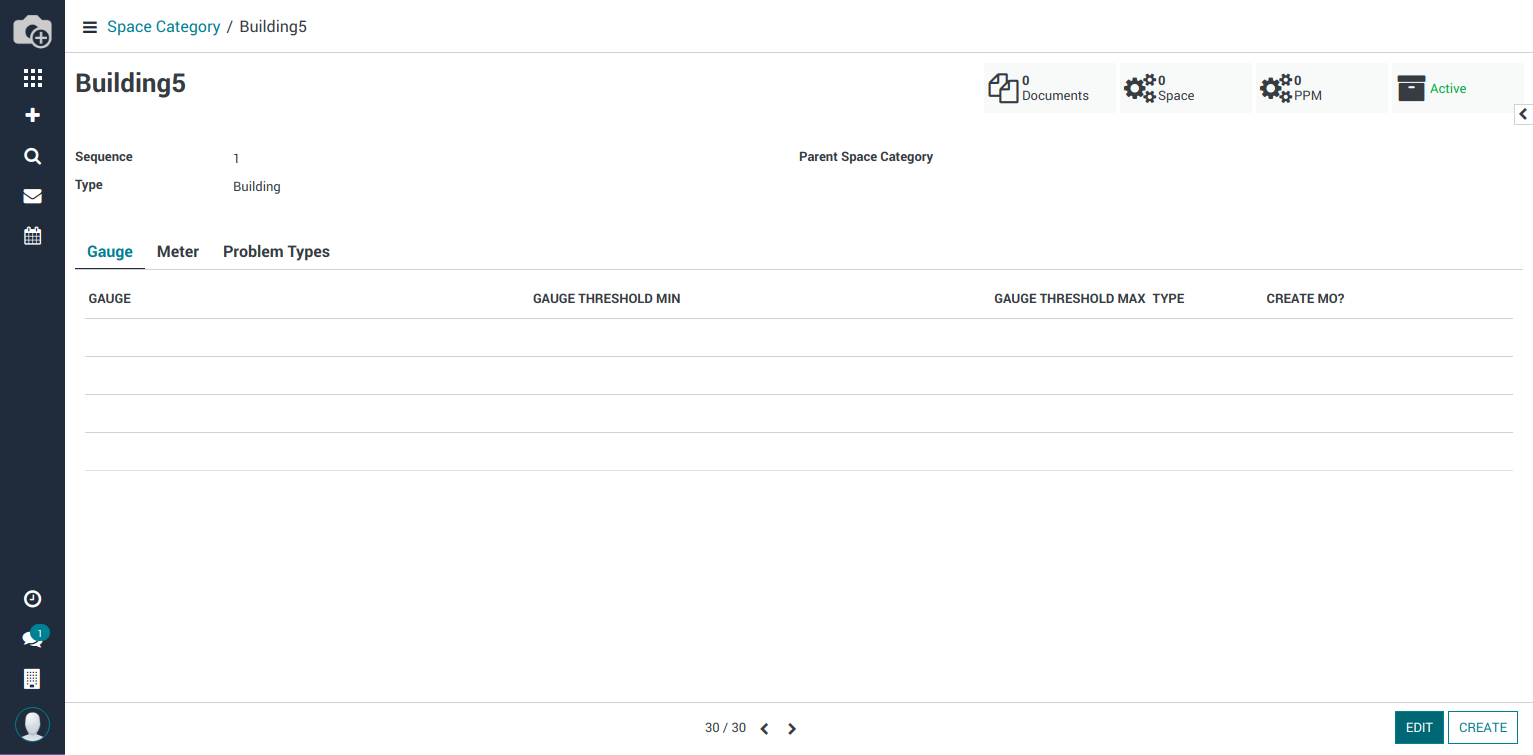 Space Category / Building5
Building5
0
Documents
0
Space
0
PPM
Active
Sequence
1
Parent Space Category
Type
Building
Gauge Meter Problem Types
GAUGE GAUGE THRESHOLD MIN GAUGE THRESHOLD MAX TYPE CREATE MO?
1
30 / 30
EDIT CREATE